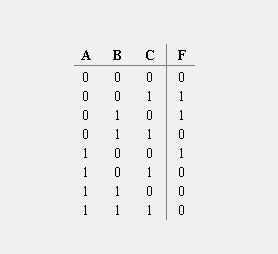 A B C F
0 0 0 0
0 0 1 1
0 1 0 1
0 1 1 0
1 0 0 1
1 0 1 0
1 1 0 0
1 1 1 0